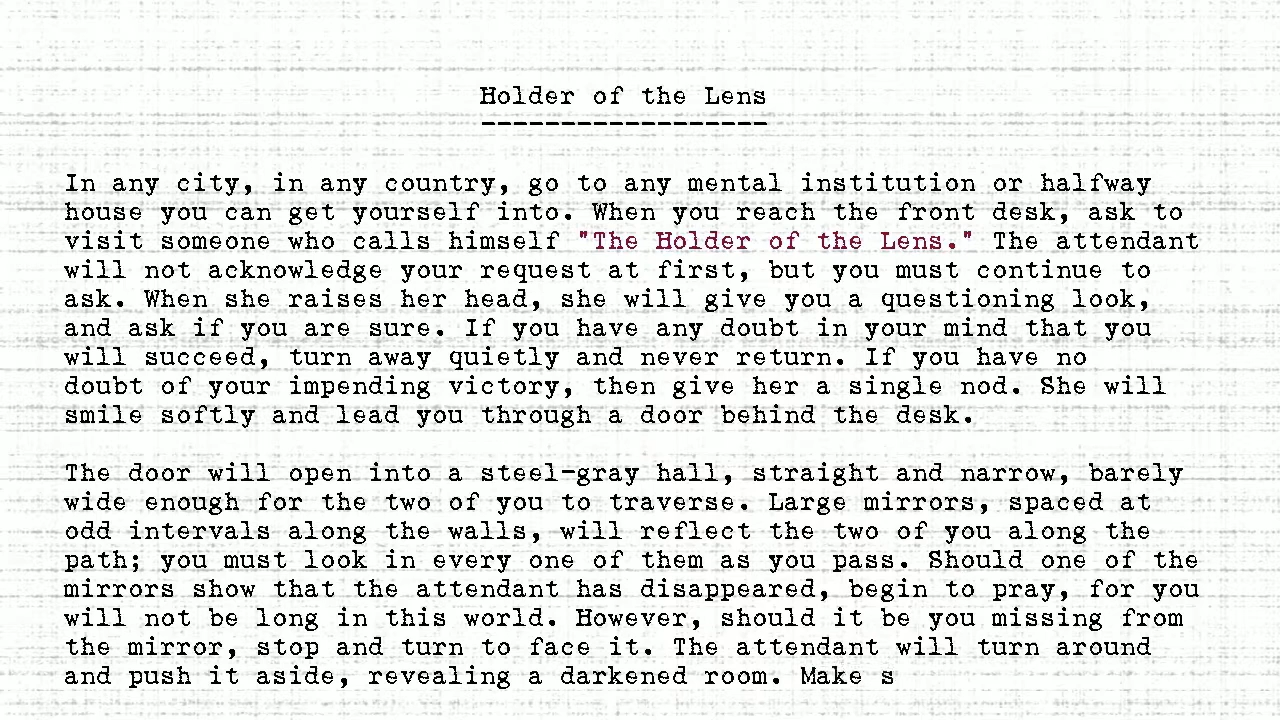 Holder of the Lens
------------------
In any city, in any country, go to any mental institution or halfway
house you can get yourself into. When you reach the front desk, ask to
visit someone who calls himself "The Holder of the Lens." The attendant
will not acknowledge your request at first, but you must continue to
ask. When she raises her head, she will give you a questioning look,
and ask if you are sure. If you have any doubt in your mind that you
will succeed, turn away quietly and never return. If you have no
doubt of your impending victory, then give her a single nod. She will
smile softly and lead you through a door behind the desk.
The door will open into a steel-gray hall, straight and narrow, barely
wide enough for the two of you to traverse. Large mirrors, spaced at
odd intervals along the walls, will reflect the two of you along the
path; you must look in every one of them as you pass. Should one of the
mirrors show that the attendant has disappeared, begin to pray, for you
will not be long in this world. However, should it be you missing from
the mirror, stop and turn to face it. The attendant will turn around
and push it aside, revealing a darkened room. Make s